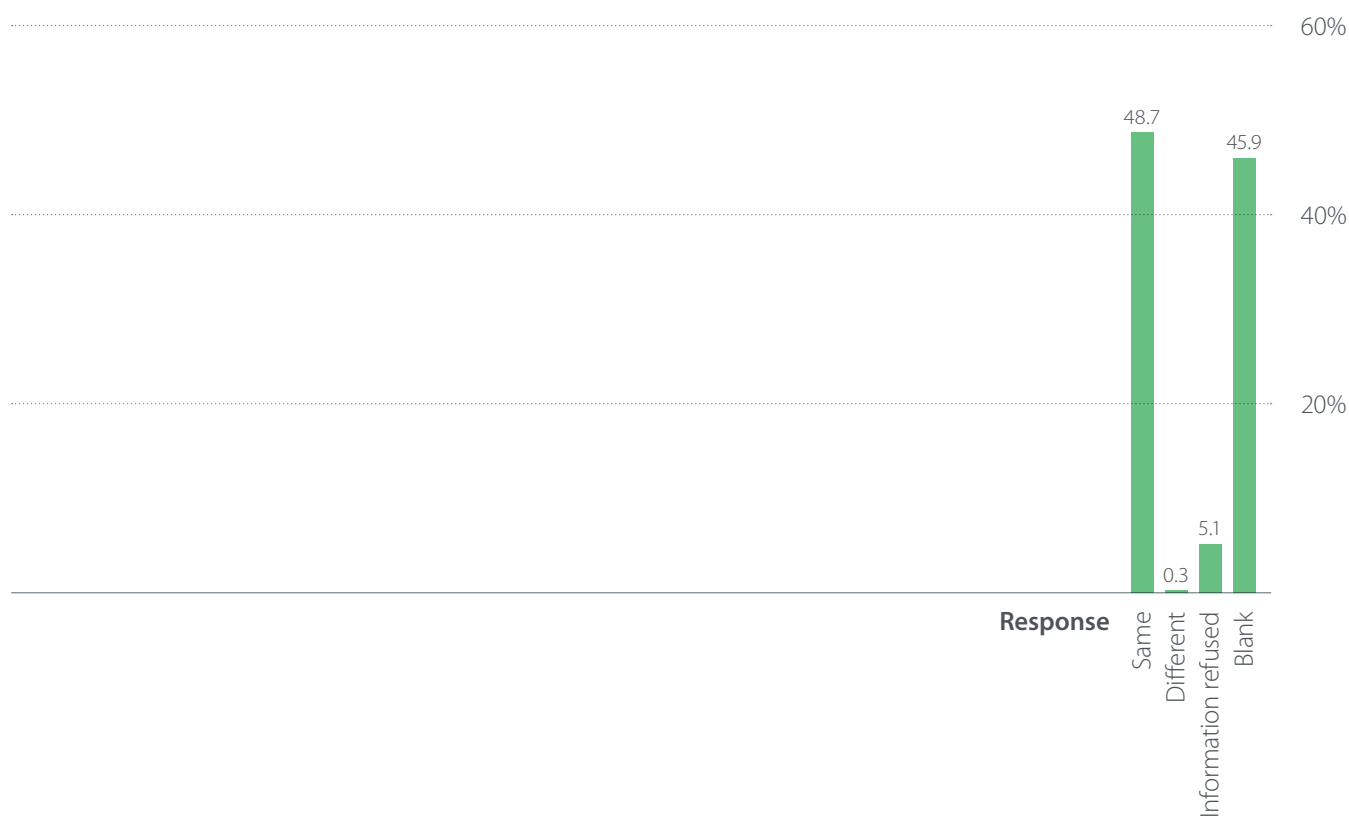 60%
48.7
45.9
40%
20%
5.1
0.3
Response
Same
Different
Information refused
Blank